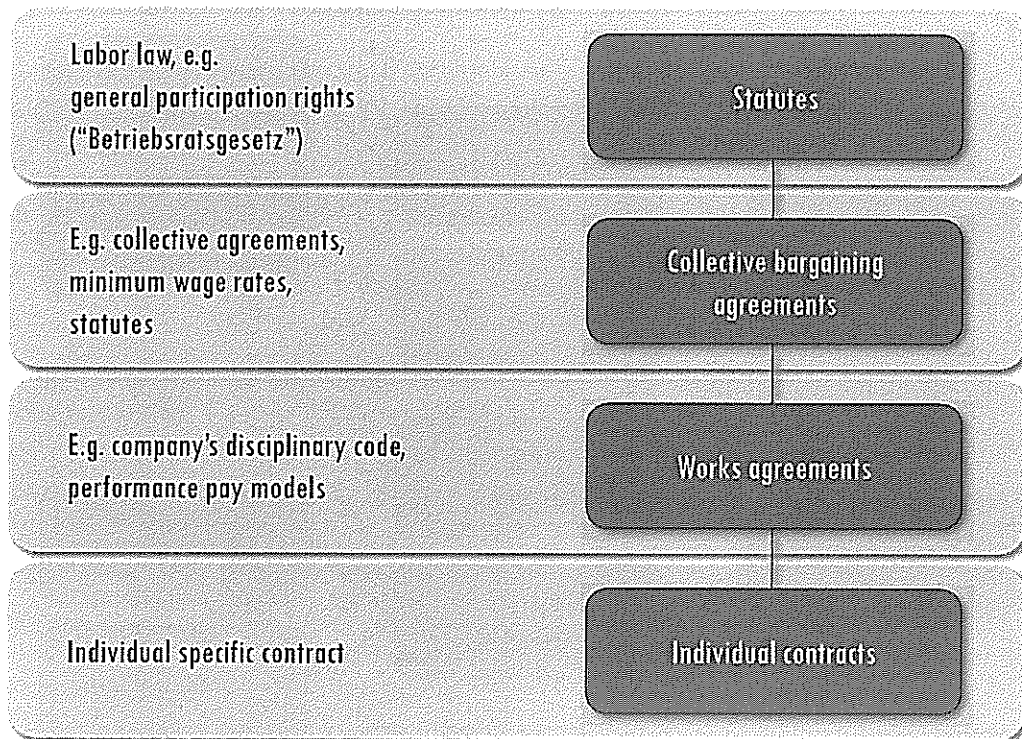 Labor law, e.g.
general participation rights
("Betriebsratsgesetz")
Statutes
E.g. collective agreements,
minimum wage rates,
statutes
Collective bargaining
agreements
E.g. company's disciplinary code,
performance pay models
Works agreements
Individual specific contract
Individual contracts